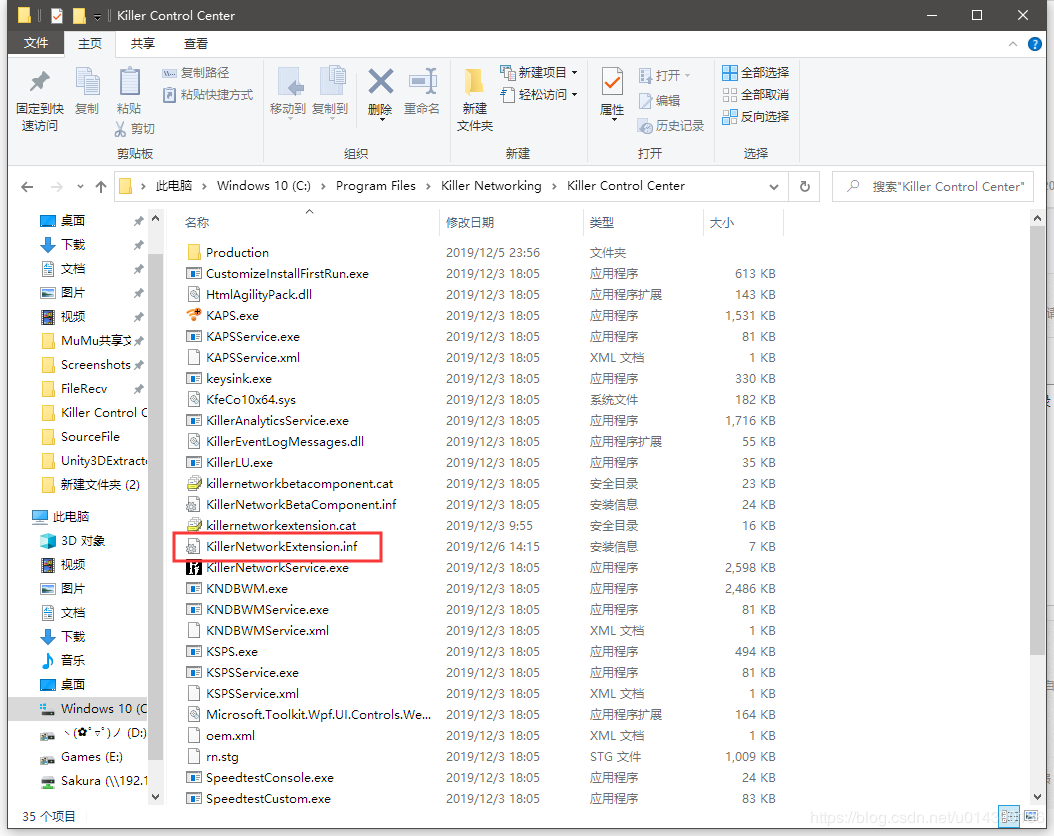 Killer Control Center
文件 主页 共享 查看
固定到快速访问
复制
粘贴
复制路径
粘贴快捷方式
剪切
剪贴板
移动到 复制到 删除 重命名
组织
新建文件夹
新建项目
轻松访问
新建
属性
打开
编辑
历史记录
打开
全部选择
全部取消
反向选择
选择
此电脑 Windows 10 (C:) Program Files Killer Networking Killer Control Center
搜索"Killer Control Center"
桌面
下载
文档
图片
视频
MuMu共享文
Screenshots
FileRecv
Killer Control C
SourceFile
Unity3DExtracto
新建文件夹 (2)
此电脑
3D 对象
视频
图片
文档
下载
音乐
桌面
Windows 10 (C
ヽ(✿ﾟ▽ﾟ)ノ (D:)
Games (E:)
Sakura (\\192.1
名称 修改日期 类型 大小
Production 2019/12/5 23:56 文件夹
CustomizeInstallFirstRun.exe 2019/12/3 18:05 应用程序 613 KB
HtmlAgilityPack.dll 2019/12/3 18:05 应用程序扩展 143 KB
KAPS.exe 2019/12/3 18:05 应用程序 1,531 KB
KAPSService.exe 2019/12/3 18:05 应用程序 81 KB
KAPSService.xml 2019/12/3 18:05 XML 文档 1 KB
keysink.exe 2019/12/3 18:05 应用程序 330 KB
KfeCo10x64.sys 2019/12/3 18:05 系统文件 182 KB
KillerAnalyticsService.exe 2019/12/3 18:05 应用程序 1,716 KB
KillerEventLogMessages.dll 2019/12/3 18:05 应用程序扩展 55 KB
KillerLU.exe 2019/12/3 18:05 应用程序 35 KB
killernetworkbetacomponent.cat 2019/12/3 18:05 安全目录 23 KB
KillerNetworkBetaComponent.inf 2019/12/3 18:05 安装信息 24 KB
killernetworkextension.cat 2019/12/3 9:55 安全目录 16 KB
KillerNetworkExtension.inf 2019/12/6 14:15 安装信息 7 KB
KillerNetworkService.exe 2019/12/3 18:05 应用程序 2,598 KB
KNDBWM.exe 2019/12/3 18:05 应用程序 2,486 KB
KNDBWMService.exe 2019/12/3 18:05 应用程序 81 KB
KNDBWMService.xml 2019/12/3 18:05 XML 文档 1 KB
KSPS.exe 2019/12/3 18:05 应用程序 494 KB
KSPSService.exe 2019/12/3 18:05 应用程序 81 KB
KSPSService.xml 2019/12/3 18:05 XML 文档 1 KB
Microsoft.Toolkit.Wpf.UI.Controls.We... 2019/12/3 18:05 应用程序扩展 164 KB
oem.xml 2019/12/3 18:05 XML 文档 1 KB
rn.stg 2019/12/3 18:05 STG 文件 1,009 KB
SpeedtestConsole.exe 2019/12/3 18:05 应用程序 24 KB
SpeedtestCustom.exe 2019/12/3 18:05 应用程序 83 KB
35 个项目